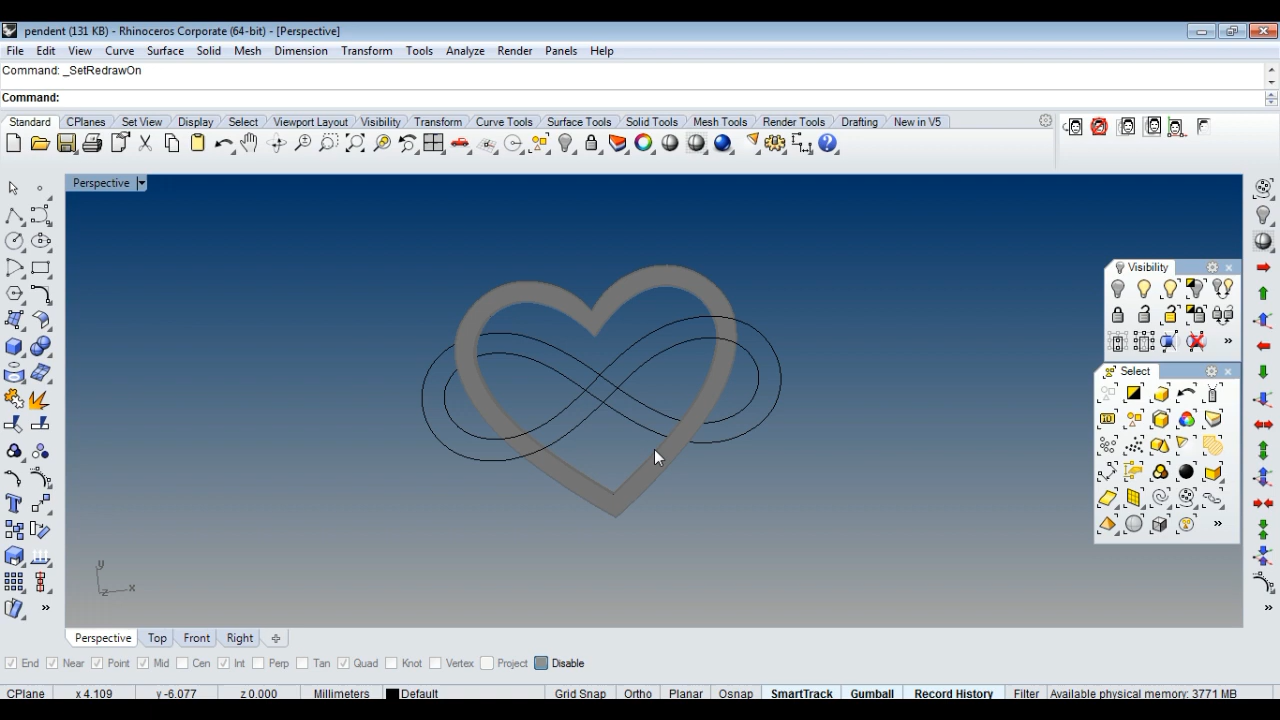 pendent (131 KB) - Rhinoceros Corporate (64-bit) - [Perspective]
File Edit View Curve Surface Solid Mesh Dimension Transform Tools Analyze Render Panels Help
Command: _SetRedrawOn
Command:
Standard CPlanes Set View Display Select Viewport Layout Visibility Transform Curve Tools Surface Tools Solid Tools Mesh Tools Render Tools Drafting New in V5
Perspective
Visibility
Select
y
x
z
Perspective Top Front Right
End Near Point Mid Cen Int Perp Tan Quad Knot Vertex Project Disable
CPlane x 4.109 y -6.077 z 0.000 Millimeters Default Grid Snap Ortho Planar Osnap SmartTrack Gumball Record History Filter Available physical memory: 3771 MB